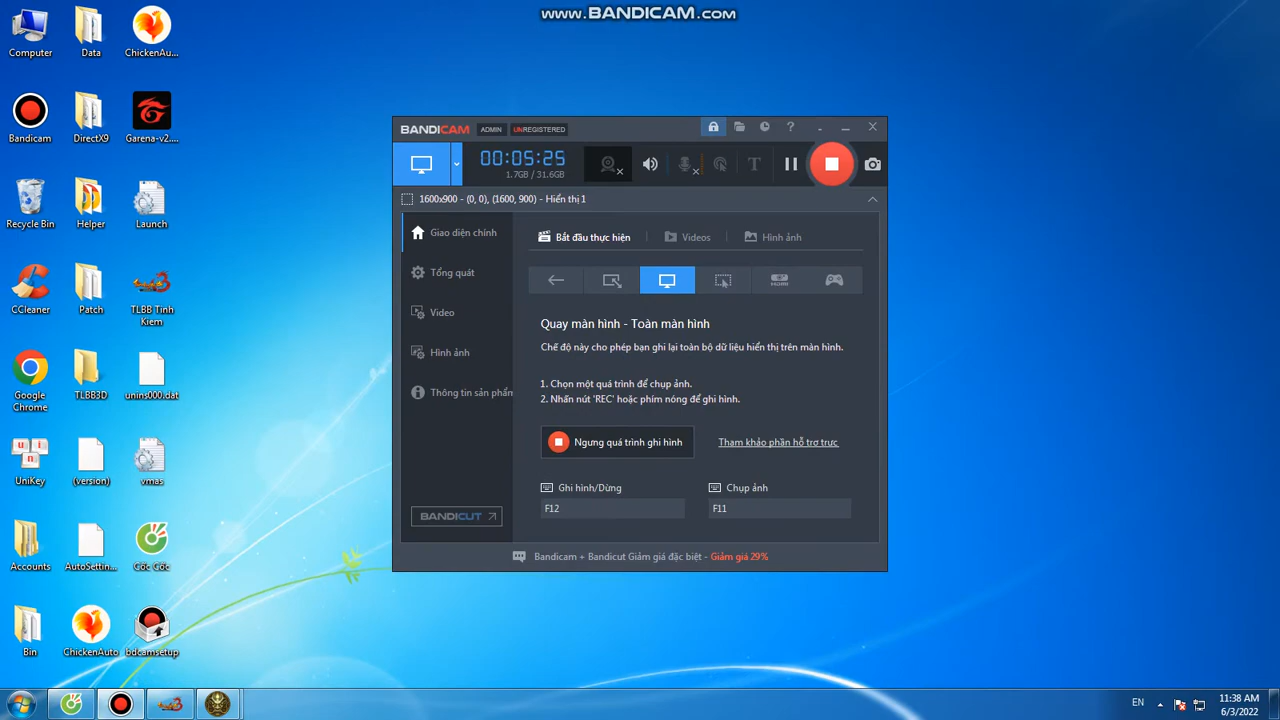 www.BANDICAM.com
Computer
Data
ChickenAu...
Bandicam
DirectX9
Garena-v2....
Recycle Bin
Helper
Launch
CCleaner
Patch
TLBB Tinh
Kiem
Google
Chrome
TLBB3D
unins000.dat
UniKey
(version)
vmas
Accounts
AutoSettin...
Cốc Cốc
Bin
ChickenAuto
bdcamsetup
BANDICAM ADMIN UNREGISTERED
00:05:25
1.7GB / 31.6GB
1600x900 - (0, 0), (1600, 900) - Hiển thị 1
Giao diện chính
Tổng quát
Video
Hình ảnh
Thông tin sản phẩm
BANDICUT
Bắt đầu thực hiện
Videos
Hình ảnh
HDMI
Quay màn hình - Toàn màn hình
Chế độ này cho phép bạn ghi lại toàn bộ dữ liệu hiển thị trên màn hình.
1. Chọn một quá trình để chụp ảnh.
2. Nhấn nút 'REC' hoặc phím nóng để ghi hình.
Ngưng quá trình ghi hình
Tham khảo phần hỗ trợ trực
Ghi hình/Dừng
Chụp ảnh
F12
F11
Bandicam + Bandicut Giảm giá đặc biệt - Giảm giá 29%
EN
11:38 AM
6/3/2022